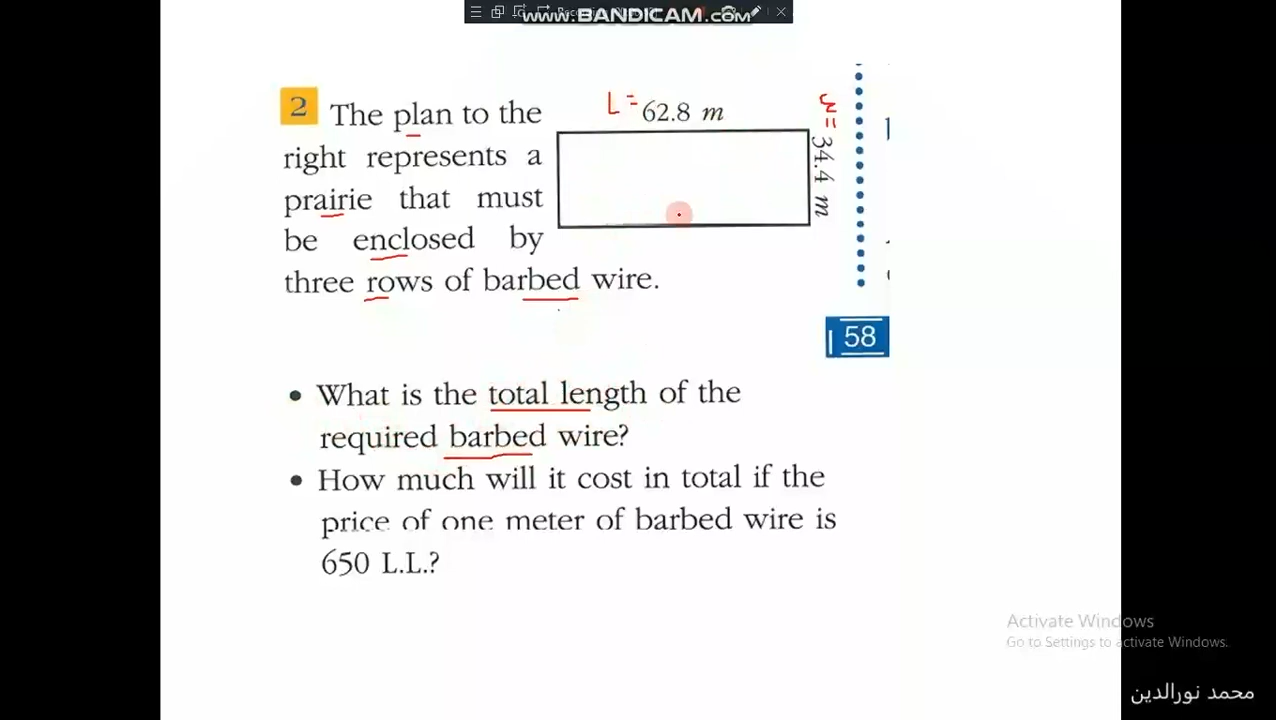 www.BANDICAM.com
2 The plan to the
right represents a
prairie that must
be enclosed by
three rows of barbed wire.
L = 62.8 m
w = 34.4 m
58
• What is the total length of the
required barbed wire?
• How much will it cost in total if the
price of one meter of barbed wire is
650 L.L.?
Activate Windows
Go to Settings to activate Windows.
محمد نورالدين